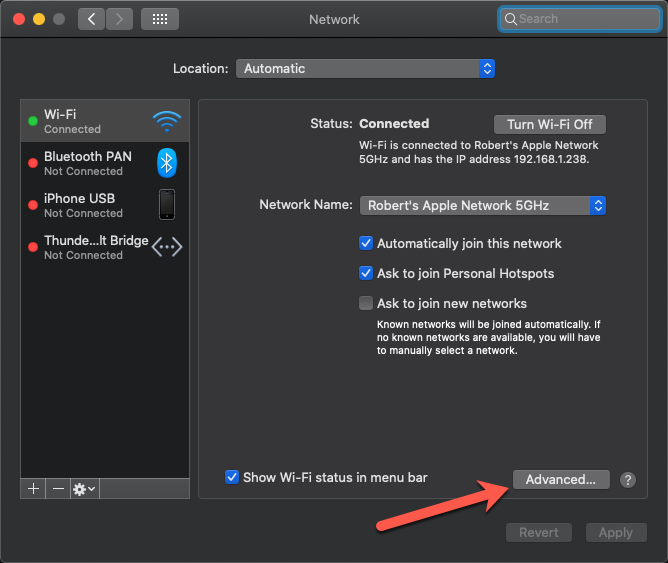 Network
Search
Location: Automatic
Wi-Fi
Connected
Bluetooth PAN
Not Connected
iPhone USB
Not Connected
Thunde...lt Bridge
Not Connected
Status: Connected
Turn Wi-Fi Off
Wi-Fi is connected to Robert's Apple Network
5GHz and has the IP address 192.168.1.238.
Network Name: Robert's Apple Network 5GHz
Automatically join this network
Ask to join Personal Hotspots
Ask to join new networks
Known networks will be joined automatically. If
no known networks are available, you will have
to manually select a network.
Show Wi-Fi status in menu bar
Advanced...
?
Revert
Apply